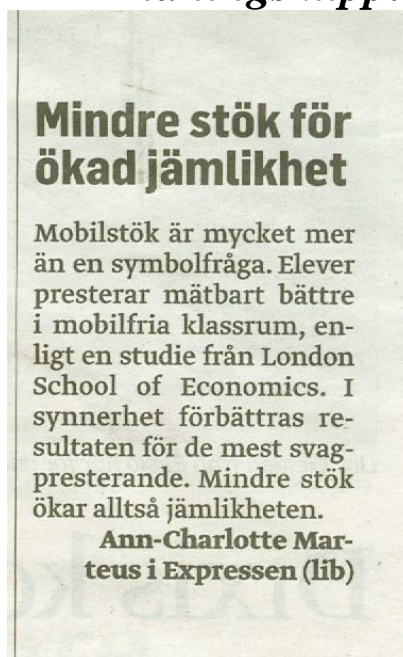 Mindre stök för
ökad jämlikhet
Mobilstök är mycket mer
än en symbolfråga. Elever
presterar mätbart bättre
i mobilfria klassrum, en-
ligt en studie från London
School of Economics. I
synnerhet förbättras re-
sultaten för de mest svag-
presterande. Mindre stök
ökar alltså jämlikheten.
Ann-Charlotte Mar-
teus i Expressen (lib)